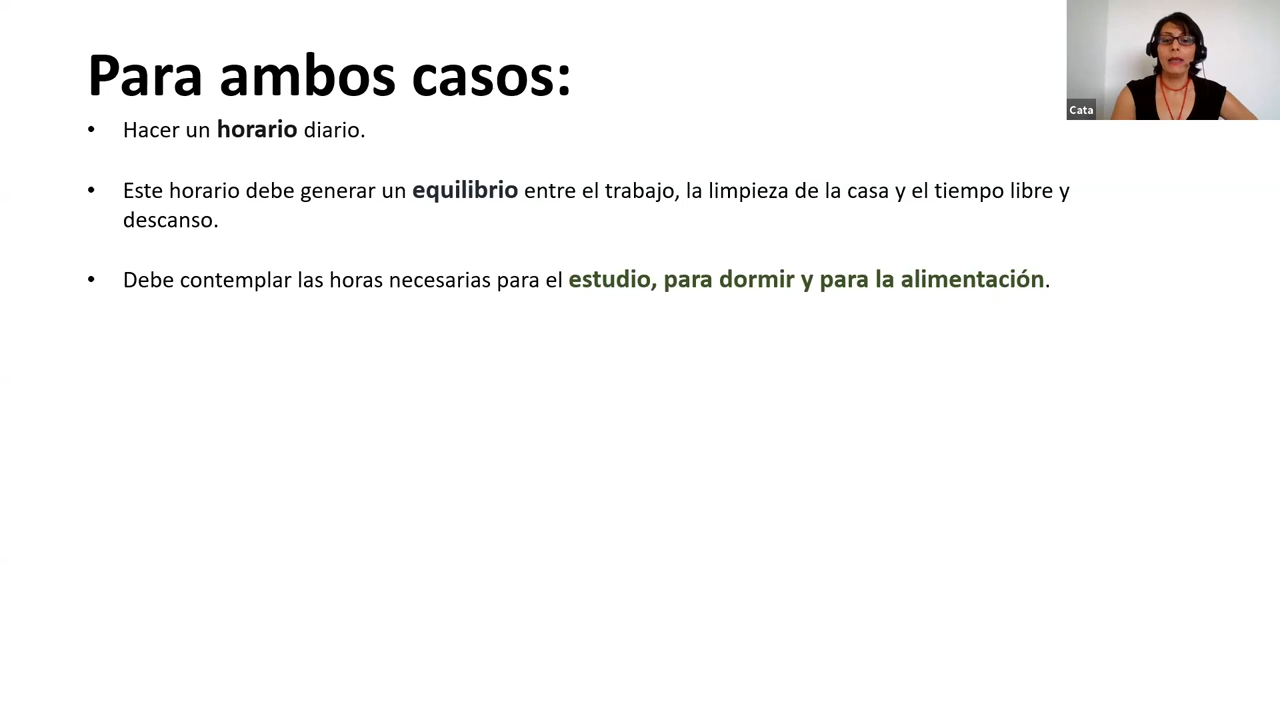 Para ambos casos:
• Hacer un horario diario.
• Este horario debe generar un equilibrio entre el trabajo, la limpieza de la casa y el tiempo libre y
descanso.
• Debe contemplar las horas necesarias para el estudio, para dormir y para la alimentación.
Cata